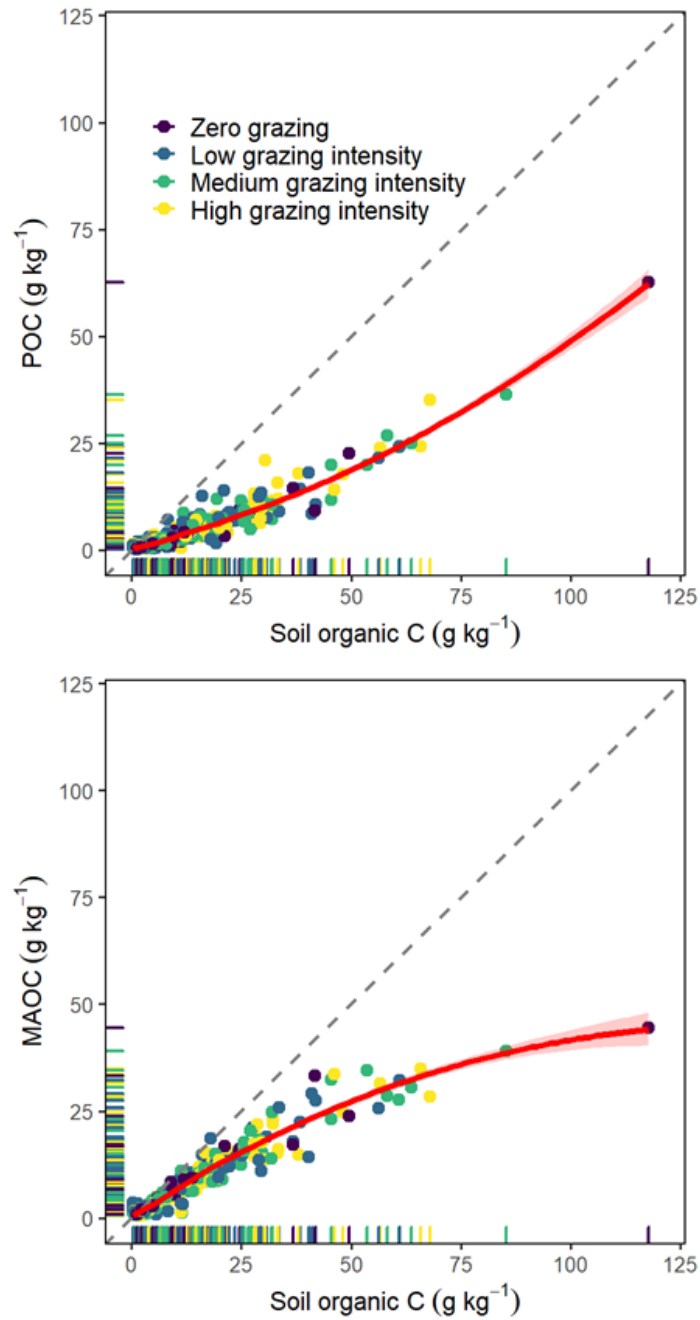 125
100
75
50
25
0
POC (g kg⁻¹)
Zero grazing
Low grazing intensity
Medium grazing intensity
High grazing intensity
0 25 50 75 100 125
Soil organic C (g kg⁻¹)
125
100
75
50
25
0
MAOC (g kg⁻¹)
0 25 50 75 100 125
Soil organic C (g kg⁻¹)